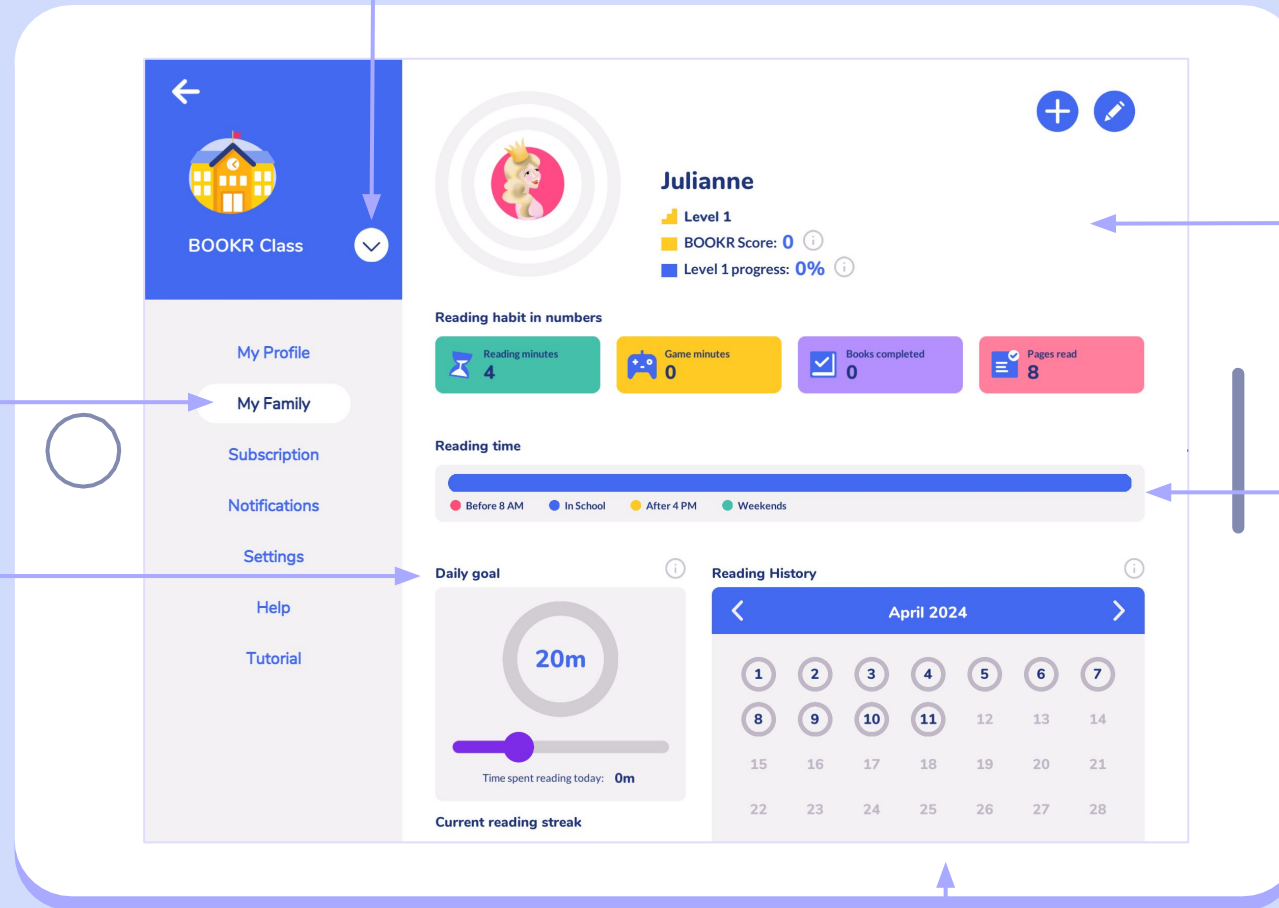 BOOKR Class
My Profile
My Family
Subscription
Notifications
Settings
Help
Tutorial
Julianne
Level 1
BOOKR Score: 0 i
Level 1 progress: 0% i
Reading habit in numbers
Reading minutes
4
Game minutes
0
Books completed
0
Pages read
8
Reading time
Before 8 AM In School After 4 PM Weekends
Daily goal i
20m
Time spent reading today: 0m
Current reading streak
Reading History i
April 2024
1 2 3 4 5 6 7
8 9 10 11 12 13 14
15 16 17 18 19 20 21
22 23 24 25 26 27 28